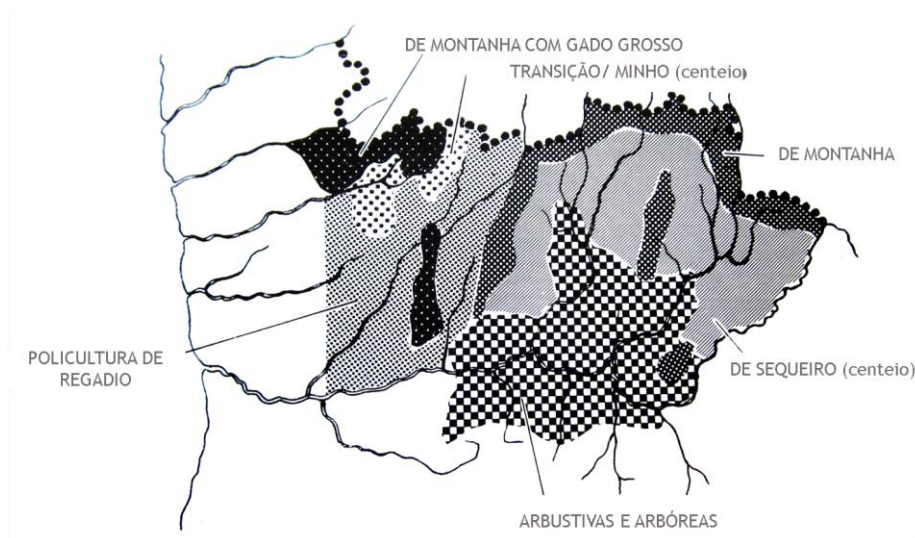 DE MONTANHA COM GADO GROSSO
TRANSIÇÃO/ MINHO (centeio)
DE MONTANHA
POLICULTURA DE
REGADIO
DE SEQUEIRO (centeio)
ARBUSTIVAS E ARBÓREAS